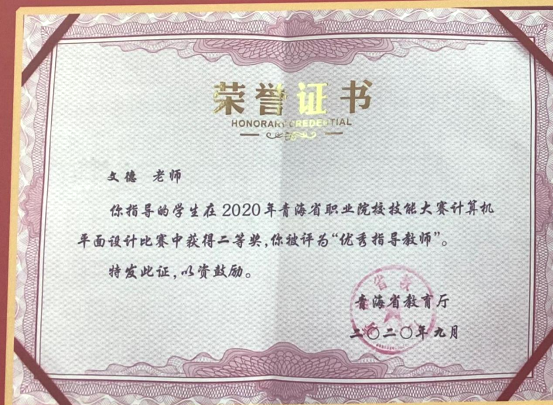 荣誉证书
HONORARY CREDENTIAL
文德 老师
你指导的学生在2020年青海省职业院校技能大赛计算机
平面设计比赛中获得二等奖,你被评为“优秀指导教师”。
特发此证,以资鼓励。
青海省教育厅
二〇二〇年九月